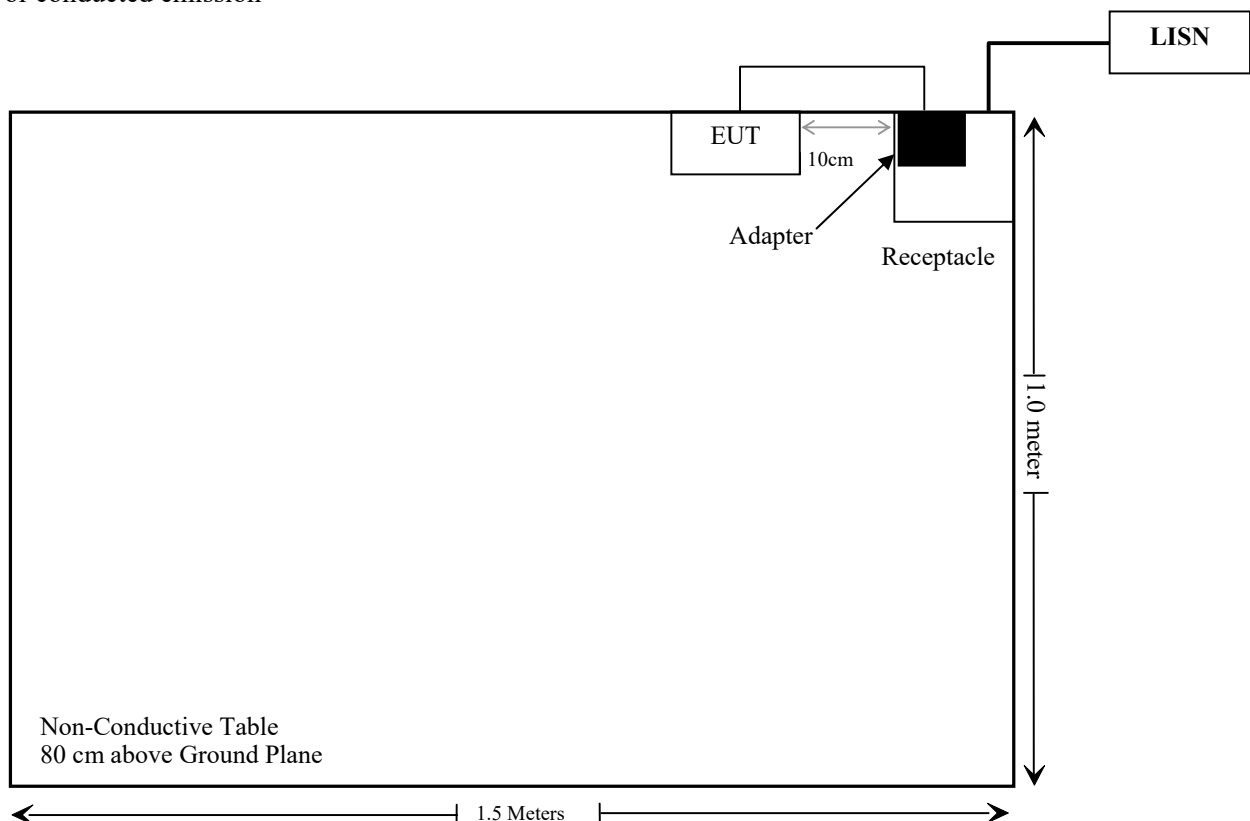 of conducted emission
LISN
EUT
10cm
Adapter
Receptacle
1.0 meter
Non-Conductive Table
80 cm above Ground Plane
1.5 Meters